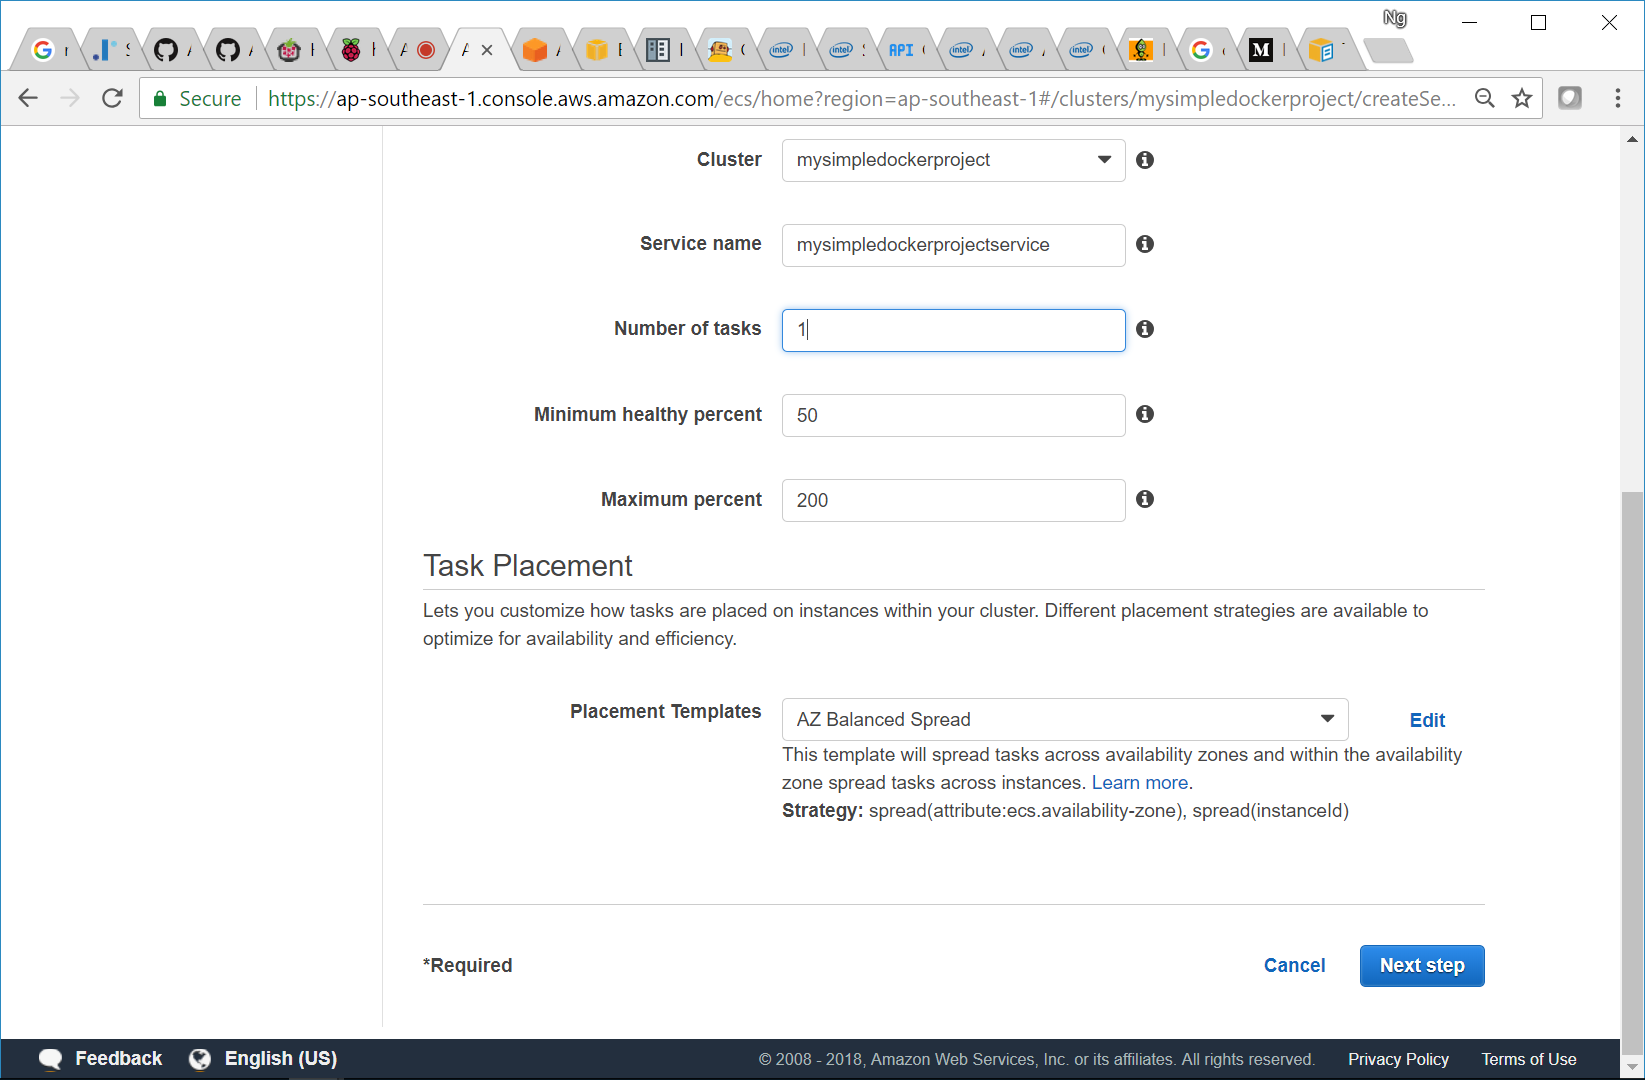 Ng
API
Secure https://ap-southeast-1.console.aws.amazon.com/ecs/home?region=ap-southeast-1#/clusters/mysimpledockerproject/createSe...
Cluster mysimpledockerproject
Service name mysimpledockerprojectservice
Number of tasks 1
Minimum healthy percent 50
Maximum percent 200
Task Placement
Lets you customize how tasks are placed on instances within your cluster. Different placement strategies are available to
optimize for availability and efficiency.
Placement Templates AZ Balanced Spread Edit
This template will spread tasks across availability zones and within the availability
zone spread tasks across instances. Learn more.
Strategy: spread(attribute:ecs.availability-zone), spread(instanceId)
*Required Cancel Next step
Feedback English (US) © 2008 - 2018, Amazon Web Services, Inc. or its affiliates. All rights reserved. Privacy Policy Terms of Use